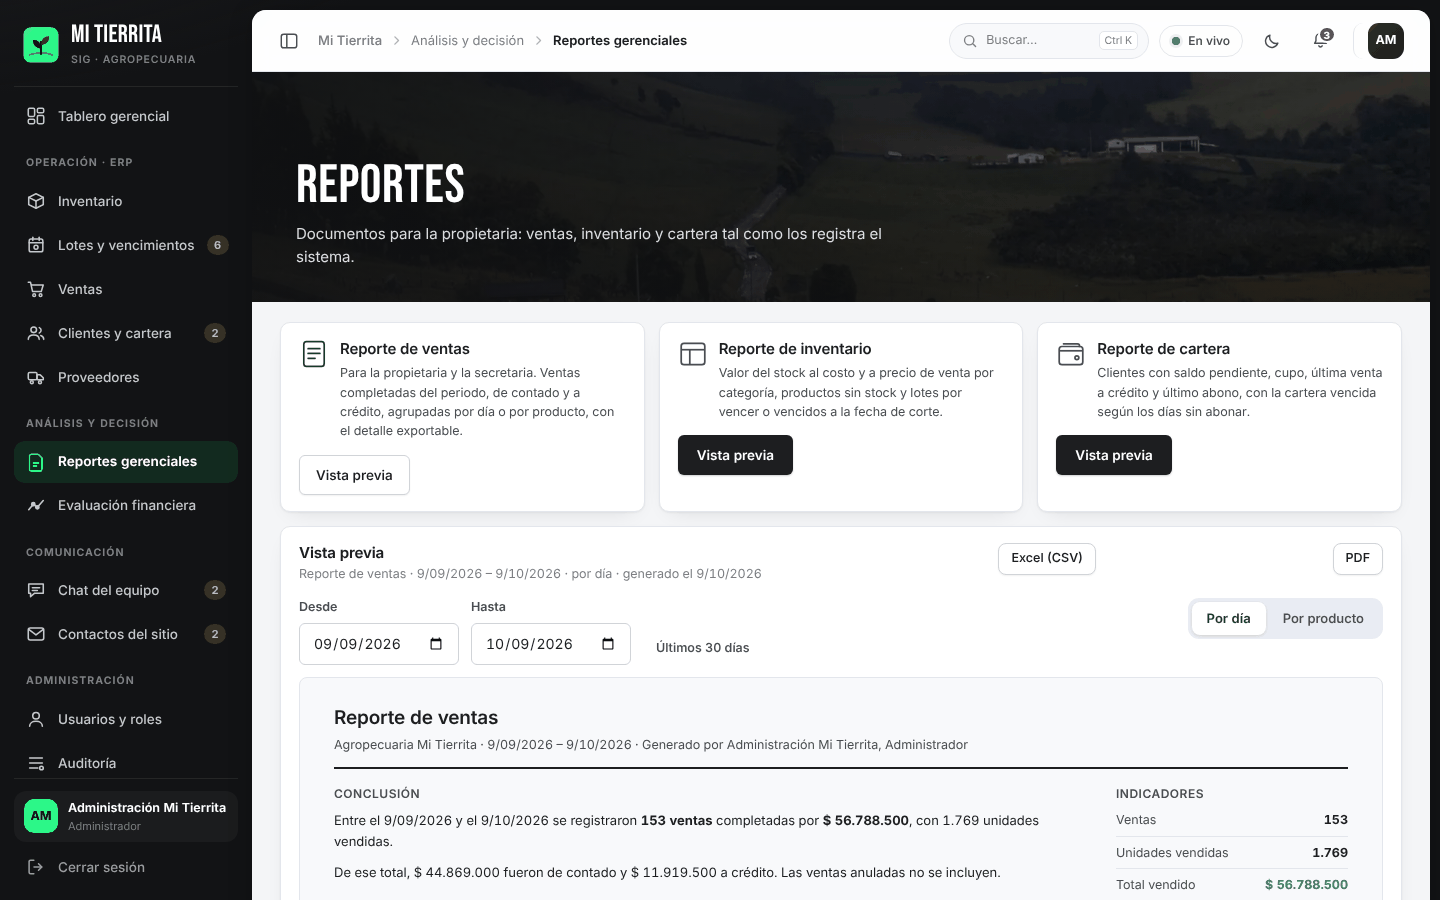 MI TIERRITA
SIG · AGROPECUARIA
Tablero gerencial
OPERACIÓN · ERP
Inventario
Lotes y vencimientos 6
Ventas
Clientes y cartera 2
Proveedores
ANÁLISIS Y DECISIÓN
Reportes gerenciales
Evaluación financiera
COMUNICACIÓN
Chat del equipo 2
Contactos del sitio 2
ADMINISTRACIÓN
Usuarios y roles
Auditoría
AM
Administración Mi Tierrita
Administrador
Cerrar sesión
Mi Tierrita Análisis y decisión Reportes gerenciales
Buscar... Ctrl K
En vivo
3
AM
REPORTES
Documentos para la propietaria: ventas, inventario y cartera tal como los registra el
sistema.
Reporte de ventas
Para la propietaria y la secretaria. Ventas
completadas del periodo, de contado y a
crédito, agrupadas por día o por producto, con
el detalle exportable.
Vista previa
Reporte de inventario
Valor del stock al costo y a precio de venta por
categoría, productos sin stock y lotes por
vencer o vencidos a la fecha de corte.
Vista previa
Reporte de cartera
Clientes con saldo pendiente, cupo, última venta
a crédito y último abono, con la cartera vencida
según los días sin abonar.
Vista previa
Vista previa
Reporte de ventas · 9/09/2026 – 9/10/2026 · por día · generado el 9/10/2026
Excel (CSV)
PDF
Desde
09/09/2026
Hasta
10/09/2026
Últimos 30 días
Por día Por producto
Reporte de ventas
Agropecuaria Mi Tierrita · 9/09/2026 – 9/10/2026 · Generado por Administración Mi Tierrita, Administrador
CONCLUSIÓN
Entre el 9/09/2026 y el 9/10/2026 se registraron 153 ventas completadas por $ 56.788.500, con 1.769 unidades
vendidas.
De ese total, $ 44.869.000 fueron de contado y $ 11.919.500 a crédito. Las ventas anuladas no se incluyen.
INDICADORES
Ventas 153
Unidades vendidas 1.769
Total vendido $ 56.788.500